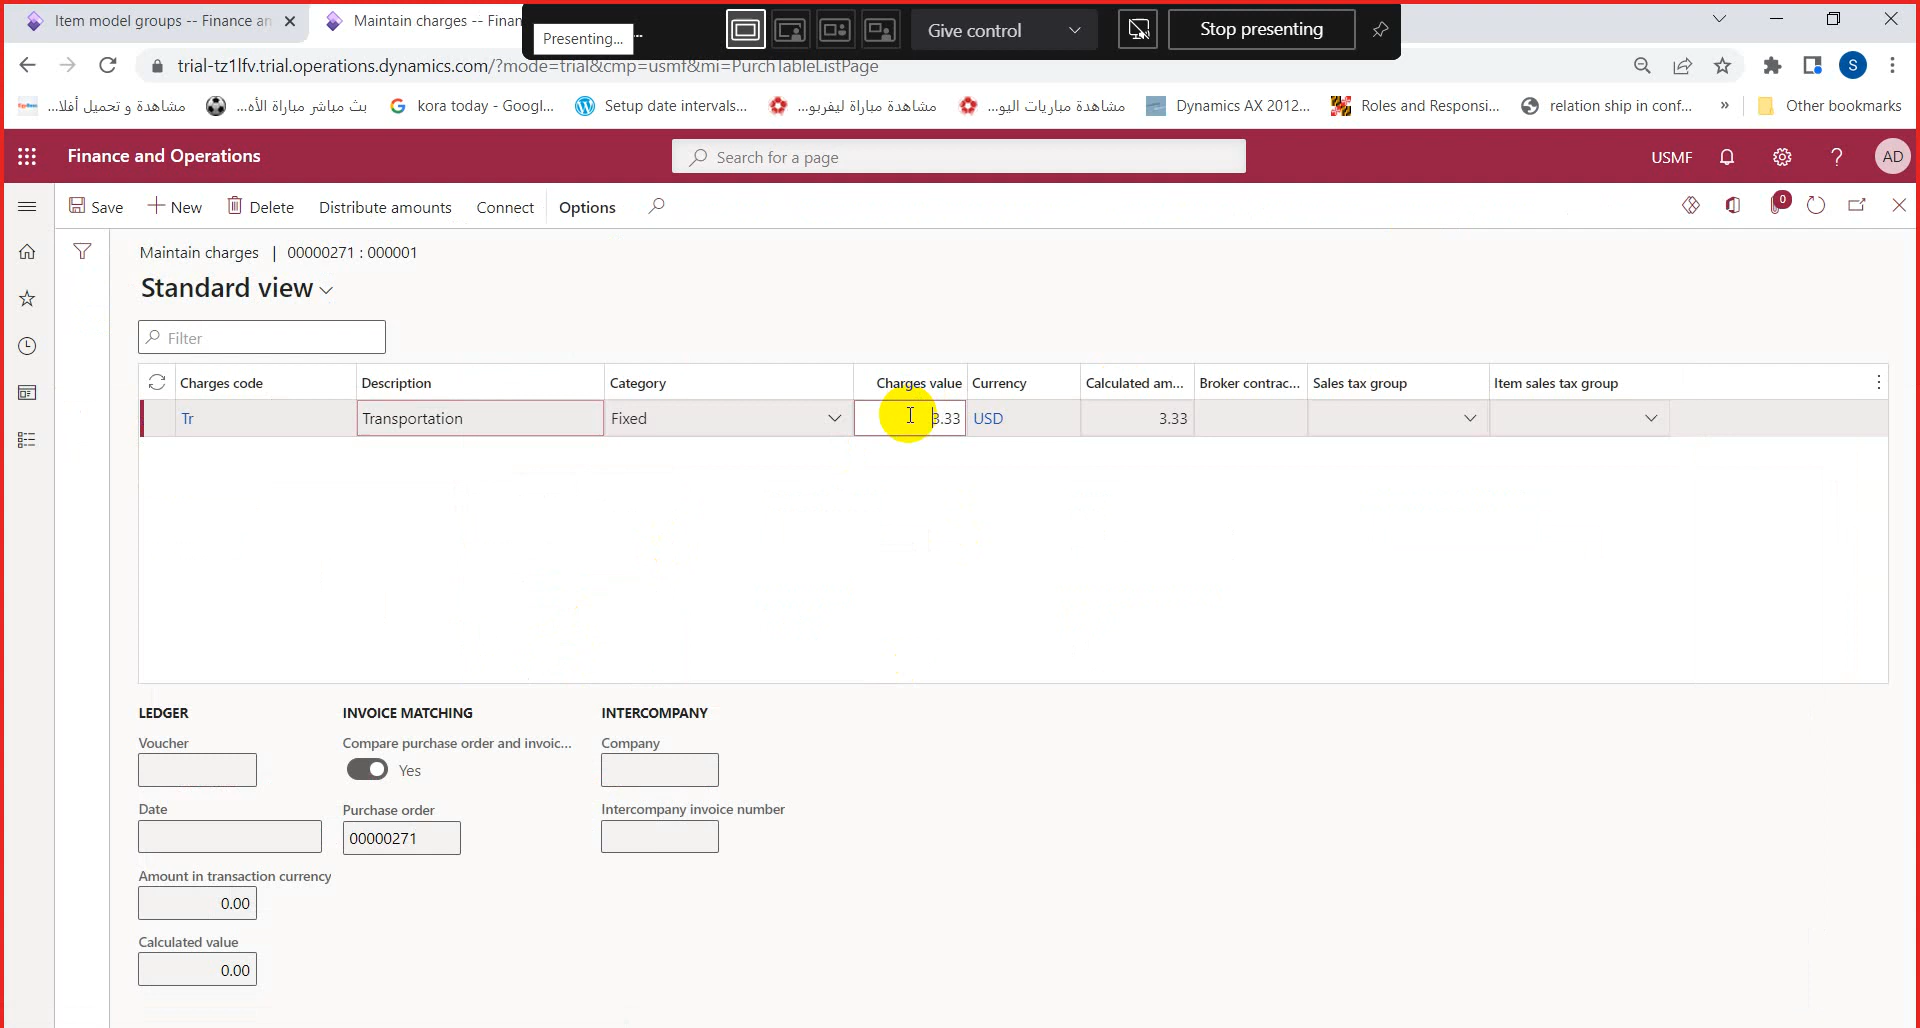 Item model groups -- Finance an
Maintain charges -- Finan
Presenting...
...
Give control
Stop presenting
trial-tz1lfv.trial.operations.dynamics.com/?mode=trial&cmp=usmf&mi=PurchTableListPage
S
مشاهدة و تحميل أفلا...
بث مباشر مباراة الأه...
kora today - Googl...
Setup date intervals...
مشاهدة مباراة ليفربو...
مشاهدة مباريات اليو...
Dynamics AX 2012...
Roles and Responsi...
relation ship in conf...
»
Other bookmarks
Finance and Operations
Search for a page
USMF
?
AD
Save
New
Delete
Distribute amounts
Connect
Options
0
Maintain charges | 00000271 : 000001
Standard view
Filter
Charges code Description Category Charges value Currency Calculated am... Broker contrac... Sales tax group Item sales tax group
Tr Transportation Fixed 3.33 USD 3.33
LEDGER
Voucher
Date
Amount in transaction currency
0.00
Calculated value
0.00
INVOICE MATCHING
Compare purchase order and invoic...
Yes
Purchase order
00000271
INTERCOMPANY
Company
Intercompany invoice number